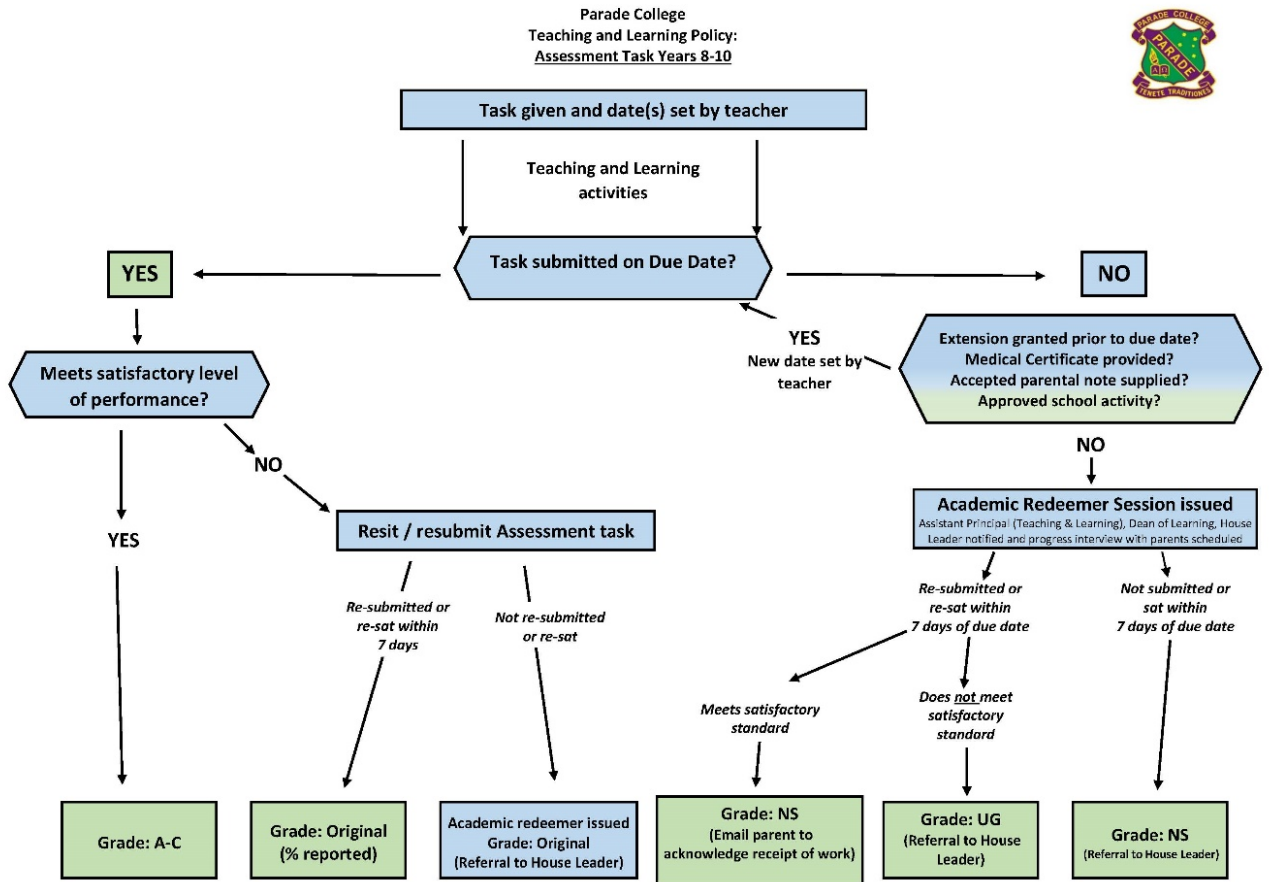 Parade College
Teaching and Learning Policy:
Assessment Task Years 8-10
PARADE COLLEGE
PARADE
TENETE TRADITIONES
Task given and date(s) set by teacher
Teaching and Learning
activities
Task submitted on Due Date?
YES
NO
YES
New date set by
teacher
Extension granted prior to due date?
Medical Certificate provided?
Accepted parental note supplied?
Approved school activity?
Meets satisfactory level
of performance?
NO
NO
YES
Resit / resubmit Assessment task
Academic Redeemer Session issued
Assistant Principal (Teaching & Learning), Dean of Learning, House
Leader notified and progress interview with parents scheduled
Re-submitted or
re-sat within
7 days
Not re-submitted
or re-sat
Re-submitted or
re-sat within
7 days of due date
Not submitted or
sat within
7 days of due date
Meets satisfactory
standard
Does not meet
satisfactory
standard
Grade: A-C
Grade: Original
(% reported)
Academic redeemer issued
Grade: Original
(Referral to House Leader)
Grade: NS
(Email parent to
acknowledge receipt of work)
Grade: UG
(Referral to House
Leader)
Grade: NS
(Referral to House Leader)